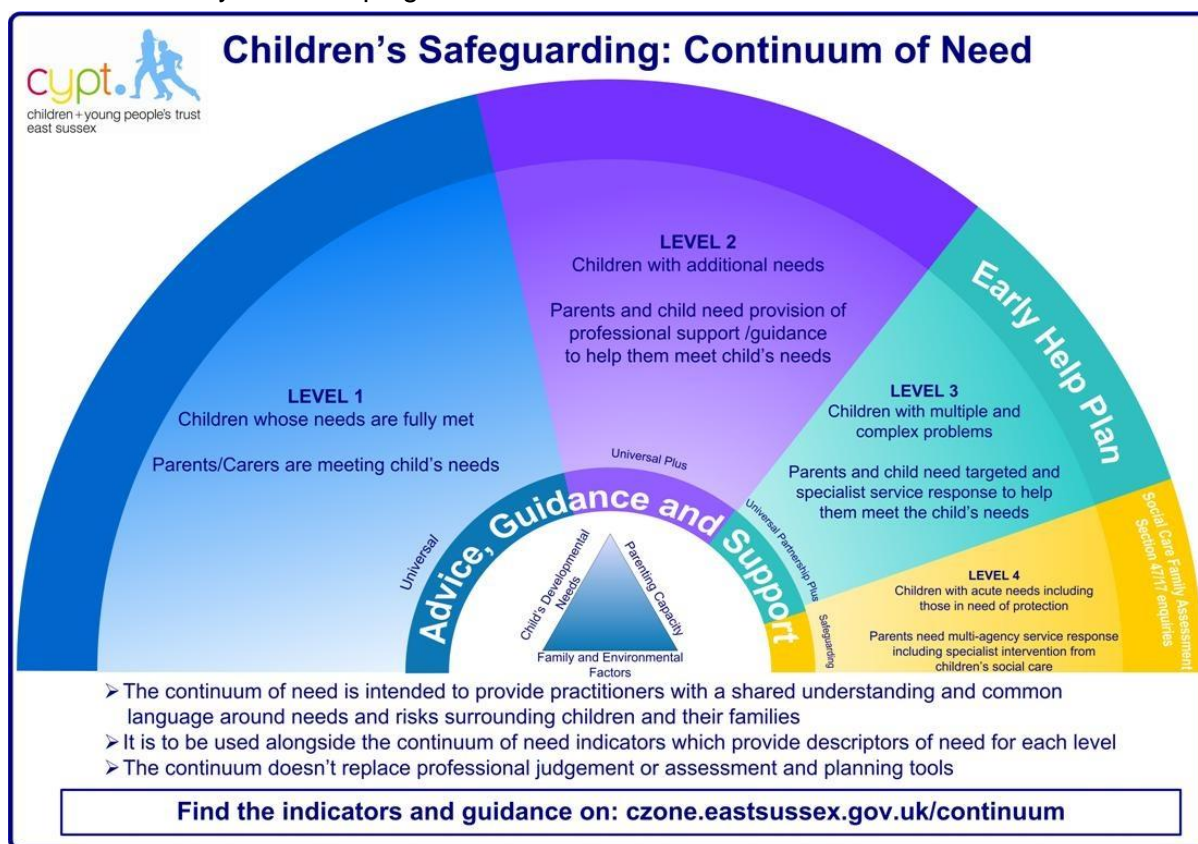 Children's Safeguarding: Continuum of Need
cypt.
children + young people's trust
east sussex
LEVEL 1
Children whose needs are fully met
Parents/Carers are meeting child's needs
LEVEL 2
Children with additional needs
Parents and child need provision of
professional support /guidance
to help them meet child's needs
LEVEL 3
Children with multiple and
complex problems
Parents and child need targeted and
specialist service response to help
them meet the child's needs
Early Help Plan
LEVEL 4
Children with acute needs including
those in need of protection
Parents need multi-agency service response
including specialist intervention from
children's social care
Social Care Family Assessment
Section 47/17 enquiries
Universal
Universal Plus
Universal Partnership Plus
Safeguarding
Advice, Guidance and Support
Child's Developmental
Needs
Parenting Capacity
Family and Environmental
Factors
➢ The continuum of need is intended to provide practitioners with a shared understanding and common
language around needs and risks surrounding children and their families
➢ It is to be used alongside the continuum of need indicators which provide descriptors of need for each level
➢ The continuum doesn't replace professional judgement or assessment and planning tools
Find the indicators and guidance on: czone.eastsussex.gov.uk/continuum